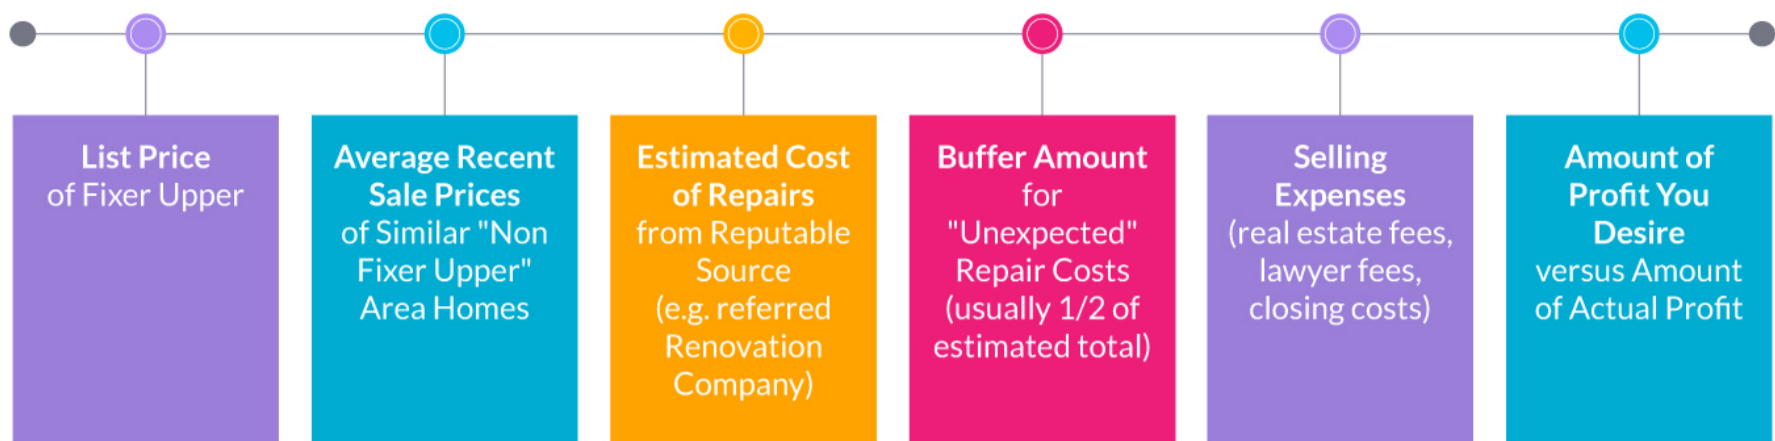 List Price
of Fixer Upper
Average Recent
Sale Prices
of Similar "Non
Fixer Upper"
Area Homes
Estimated Cost
of Repairs
from Reputable
Source
(e.g. referred
Renovation
Company)
Buffer Amount
for
"Unexpected"
Repair Costs
(usually 1/2 of
estimated total)
Selling
Expenses
(real estate fees,
lawyer fees,
closing costs)
Amount of
Profit You
Desire
versus Amount
of Actual Profit